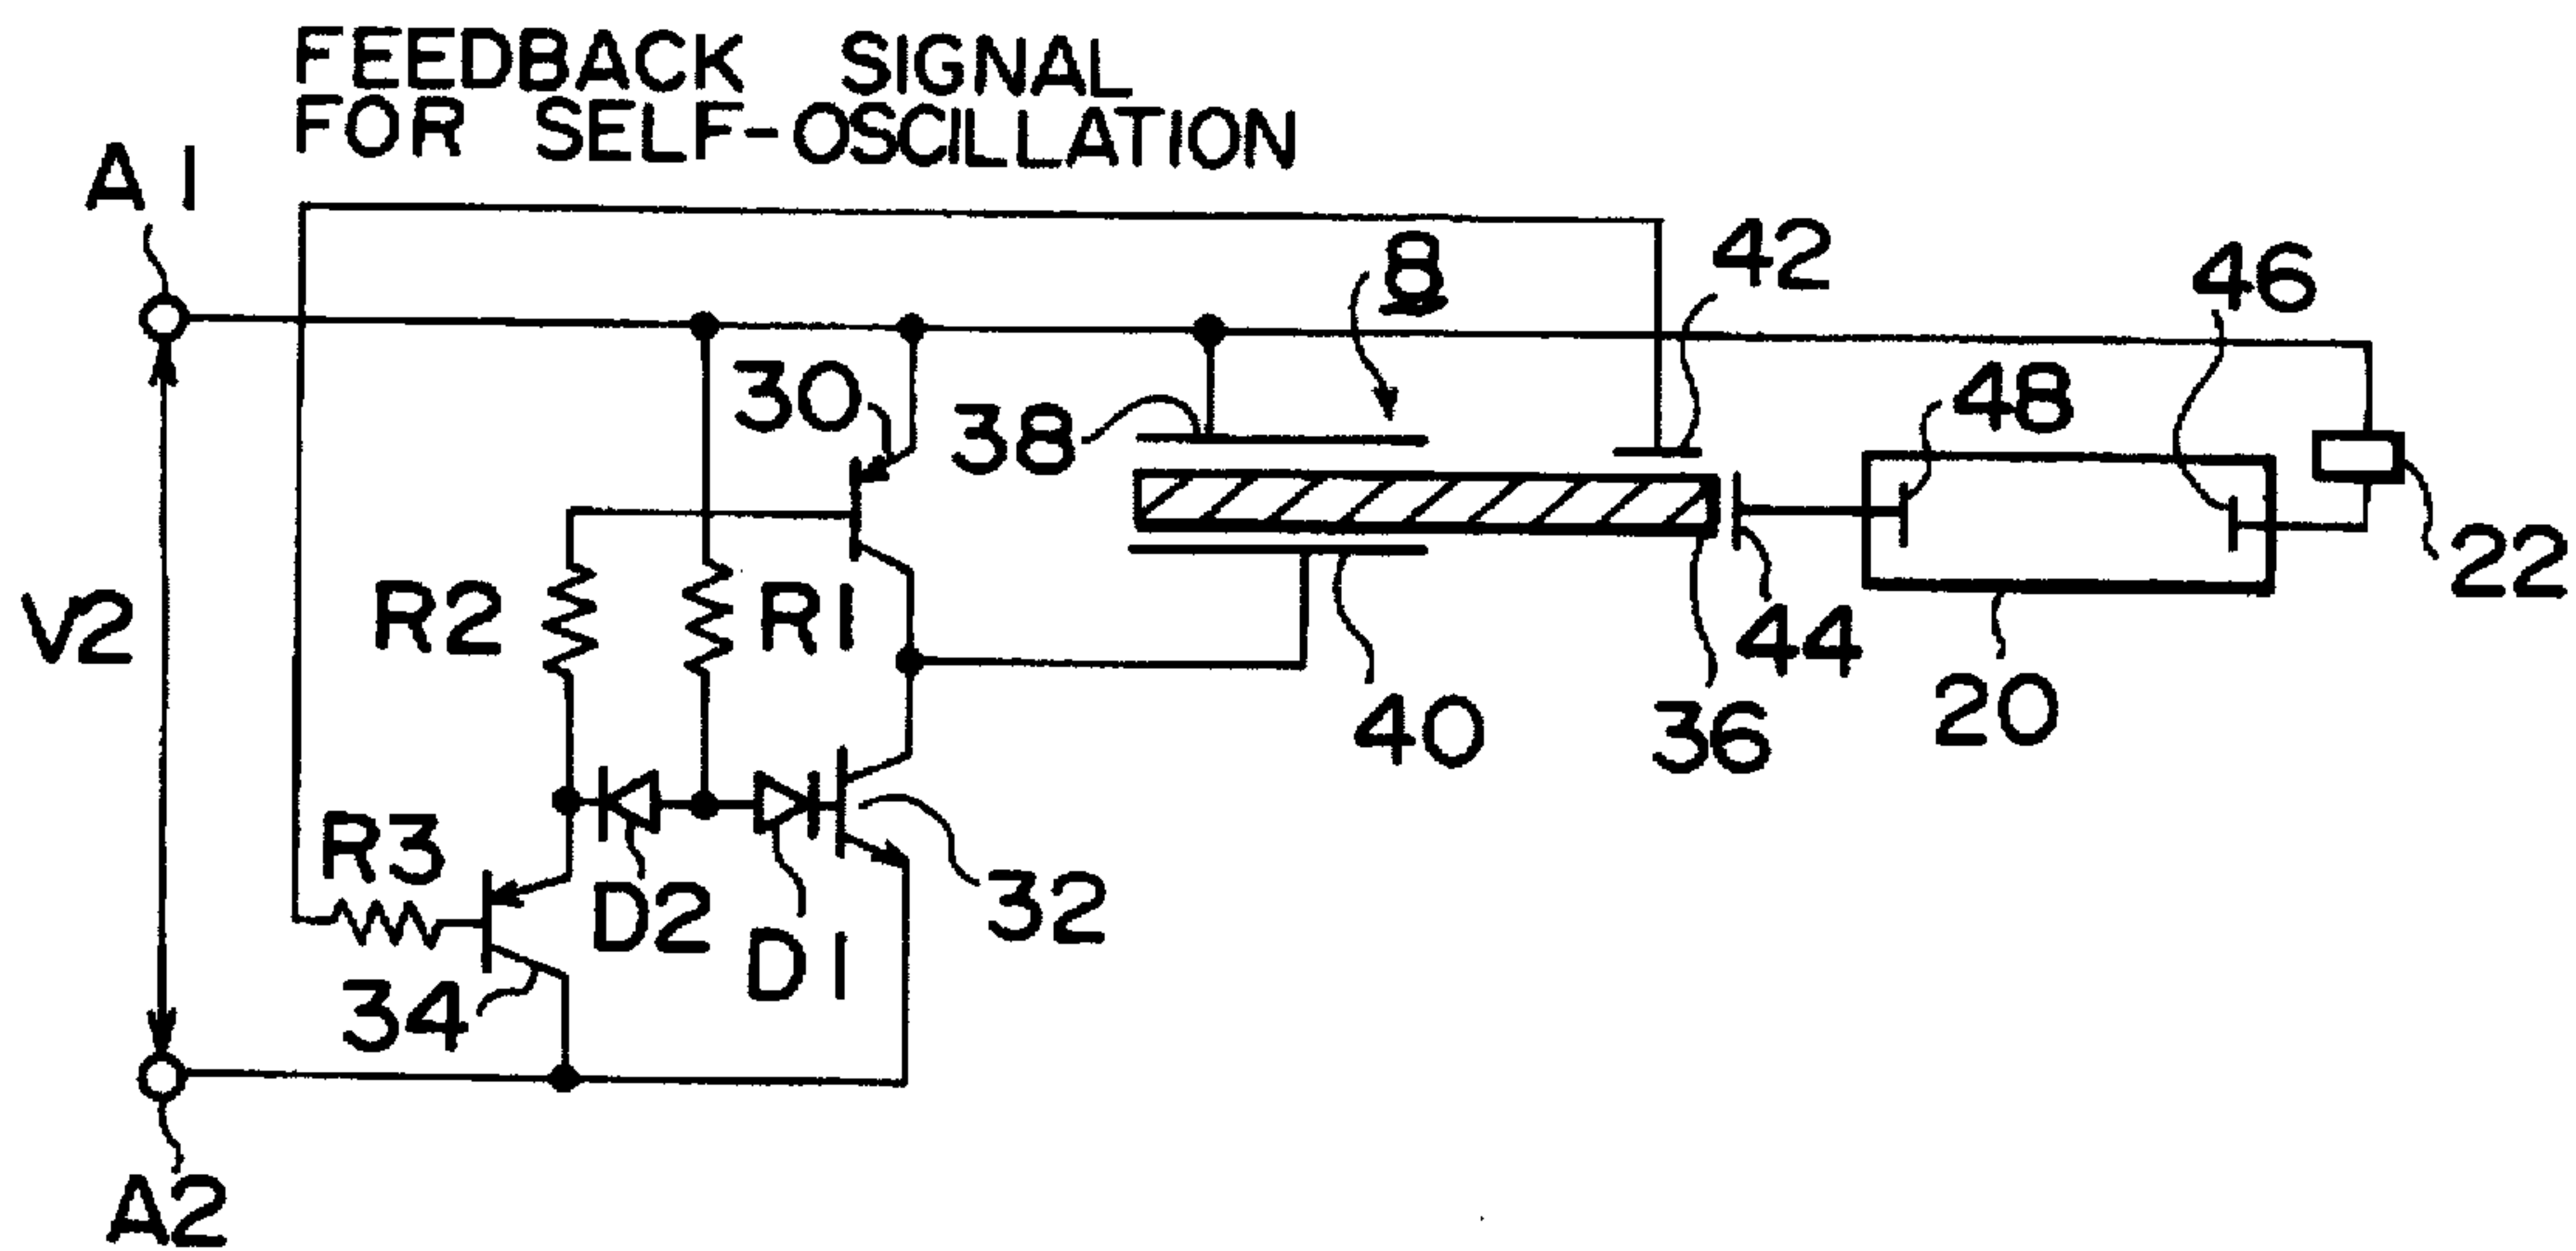 FEEDBACK SIGNAL
FOR SELF-OSCILLATION
A1
8
42
46
30
38
48
22
V2
R2
R1
44
40
36
20
R3
D2
D1
32
34
A2